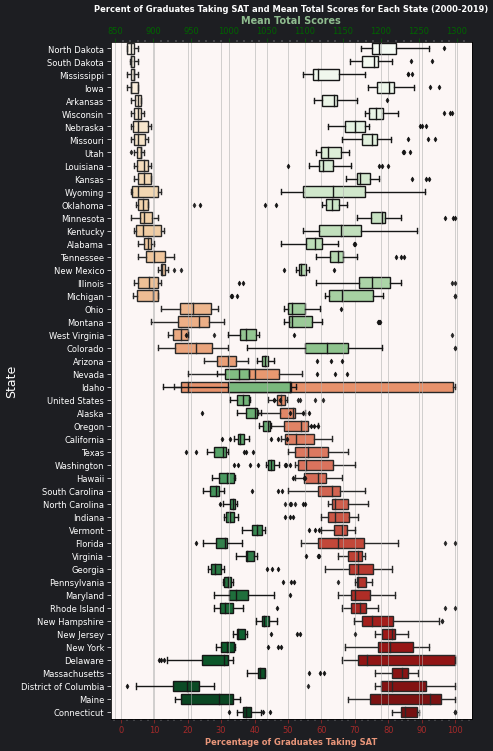 Percent of Graduates Taking SAT and Mean Total Scores for Each State (2000-2019)
Mean Total Scores
850 900 950 1000 1050 1100 1150 1200 1250 1300
North Dakota
South Dakota
Mississippi
Iowa
Arkansas
Wisconsin
Nebraska
Missouri
Utah
Louisiana
Kansas
Wyoming
Oklahoma
Minnesota
Kentucky
Alabama
Tennessee
New Mexico
Illinois
Michigan
Ohio
Montana
West Virginia
Colorado
Arizona
Nevada
Idaho
United States
Alaska
Oregon
California
Texas
Washington
Hawaii
South Carolina
North Carolina
Indiana
Vermont
Florida
Virginia
Georgia
Pennsylvania
Maryland
Rhode Island
New Hampshire
New Jersey
New York
Delaware
Massachusetts
District of Columbia
Maine
Connecticut
State
0 10 20 30 40 50 60 70 80 90 100
Percentage of Graduates Taking SAT